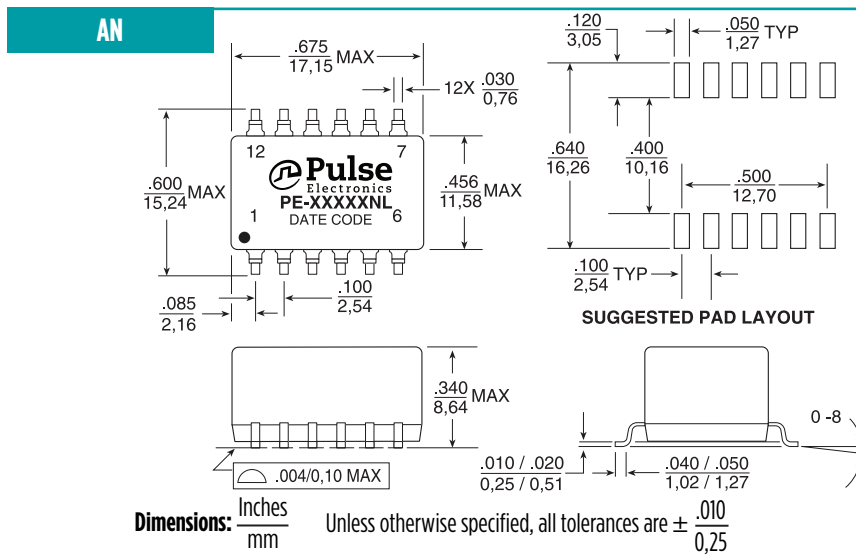 AN
.675
17,15 MAX
12X .030
0,76
.120
3,05
.050
1,27 TYP
12 7
Pulse
Electronics
PE-XXXXXNL
DATE CODE
1 6
.600
15,24 MAX
.456
11,58 MAX
.640
16,26
.400
10,16
.500
12,70
.085
2,16
.100
2,54
.100
2,54 TYP
SUGGESTED PAD LAYOUT
.340
8,64 MAX
.004/0,10 MAX
0 -8
.010 / .020
0,25 / 0,51
.040 / .050
1,02 / 1,27
Dimensions: Inches
mm
Unless otherwise specified, all tolerances are ± .010
0,25